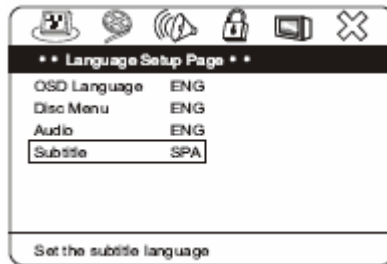 •• Language Setup Page ••
OSD Language ENG
Disc Menu ENG
Audio ENG
Subtitle SPA
Set the subtitle language